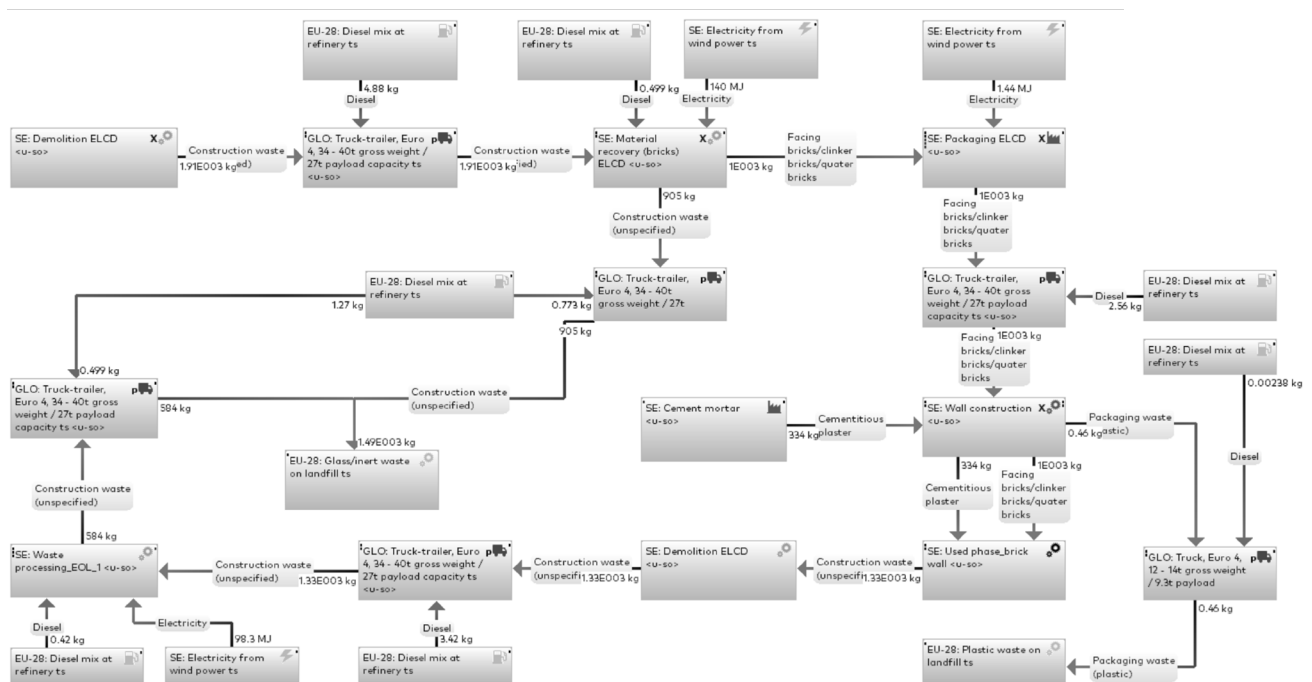 EU-28: Diesel mix at
refinery ts
4.88 kg
Diesel
EU-28: Diesel mix at
refinery ts
0.499 kg
Diesel
SE: Electricity from
wind power ts
140 MJ
Electricity
SE: Electricity from
wind power ts
1.44 MJ
Electricity
SE: Demolition ELCD
<u-so>
X
Construction waste
1.91E003 kg
ed)
GLO: Truck-trailer, Euro
4, 34 - 40t gross weight /
27t payload capacity ts
<u-so>
p
Construction waste
1.91E003 kg
fied)
SE: Material
recovery (bricks)
ELCD <u-so>
X
1E003 kg
Facing
bricks/clinker
bricks/quater
bricks
SE: Packaging ELCD
<u-so>
X
905 kg
Construction waste
(unspecified)
1E003 kg
Facing
bricks/clinker
bricks/quater
bricks
EU-28: Diesel mix at
refinery ts
1.27 kg
0.773 kg
GLO: Truck-trailer,
Euro 4, 34 - 40t
gross weight / 27t
p
905 kg
GLO: Truck-trailer,
Euro 4, 34 - 40t gross
weight / 27t payload
capacity ts <u-so>
p
Diesel
2.56 kg
EU-28: Diesel mix at
refinery ts
1E003 kg
Facing
bricks/clinker
bricks/quater
bricks
EU-28: Diesel mix at
refinery ts
0.00238 kg
Diesel
0.499 kg
GLO: Truck-trailer,
Euro 4, 34 - 40t gross
weight / 27t payload
capacity ts <u-so>
p
584 kg
Construction waste
(unspecified)
1.49E003 kg
EU-28: Glass/inert waste
on landfill ts
SE: Cement mortar
<u-so>
334 kg
Cementitious
plaster
SE: Wall construction
<u-so>
X
0.46 kg
Packaging waste
astic)
334 kg
Cementitious
plaster
1E003 kg
Facing
bricks/clinker
bricks/quater
bricks
Construction waste
(unspecified)
584 kg
SE: Waste
processing_EOL_1 <u-so>
Construction waste
(unspecified)
1.33E003 kg
GLO: Truck-trailer, Euro
4, 34 - 40t gross weight /
27t payload capacity ts
<u-so>
p
Construction waste
(unspecifi
1.33E003 kg
SE: Demolition ELCD
<u-so>
Construction waste
(unspecifi
1.33E003 kg
SE: Used phase_brick
wall <u-so>
GLO: Truck, Euro 4,
12 - 14t gross weight
/ 9.3t payload
p
0.46 kg
Packaging waste
(plastic)
EU-28: Plastic waste on
landfill ts
Diesel
0.42 kg
EU-28: Diesel mix at
refinery ts
Electricity
98.3 MJ
SE: Electricity from
wind power ts
Diesel
3.42 kg
EU-28: Diesel mix at
refinery ts